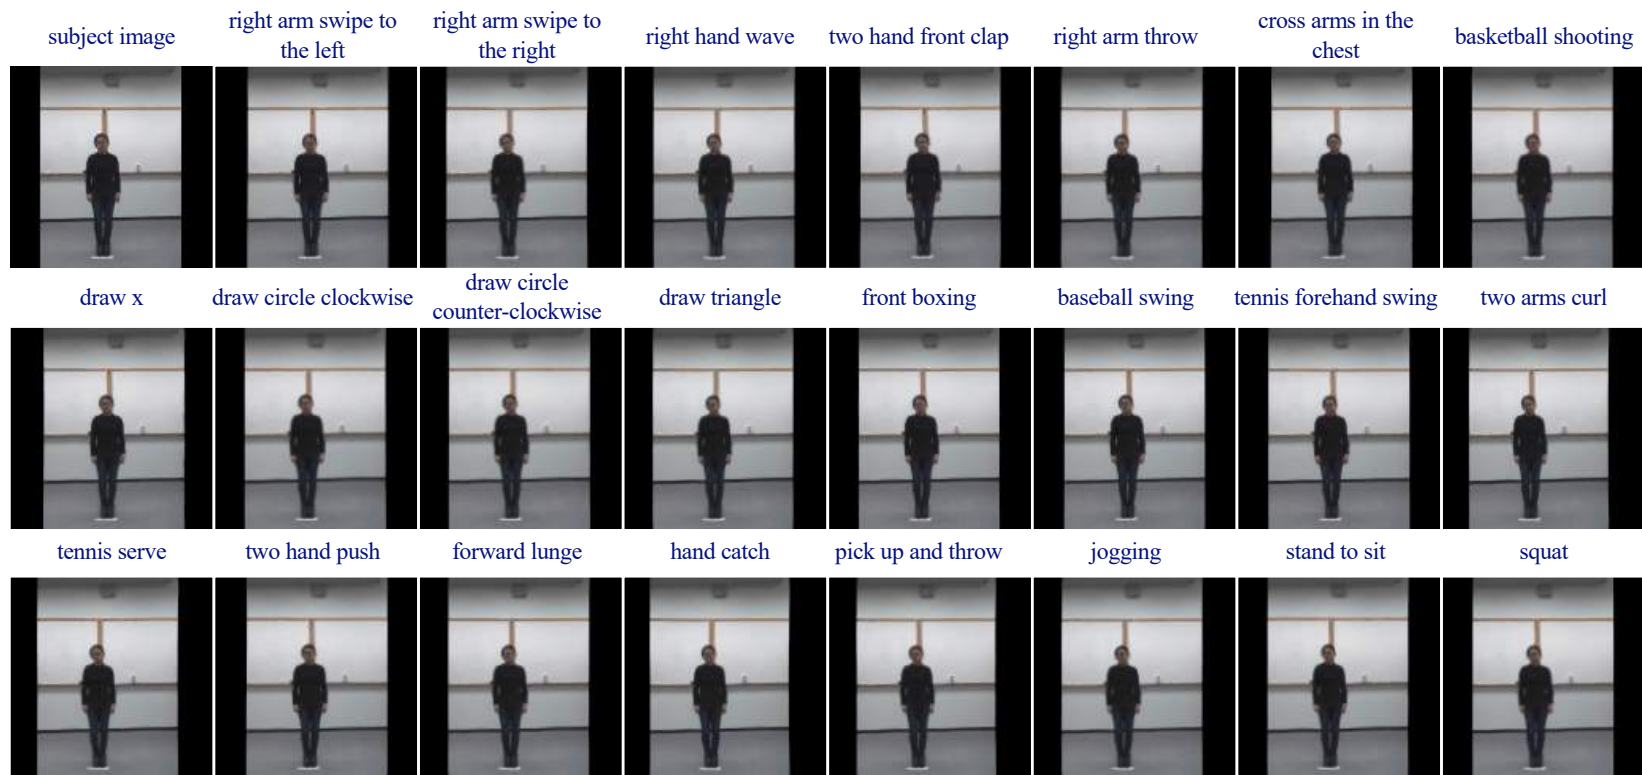 subject image
right arm swipe to
the left
right arm swipe to
the right
right hand wave
two hand front clap
right arm throw
cross arms in the
chest
basketball shooting
draw x
draw circle clockwise
draw circle
counter-clockwise
draw triangle
front boxing
baseball swing
tennis forehand swing
two arms curl
tennis serve
two hand push
forward lunge
hand catch
pick up and throw
jogging
stand to sit
squat